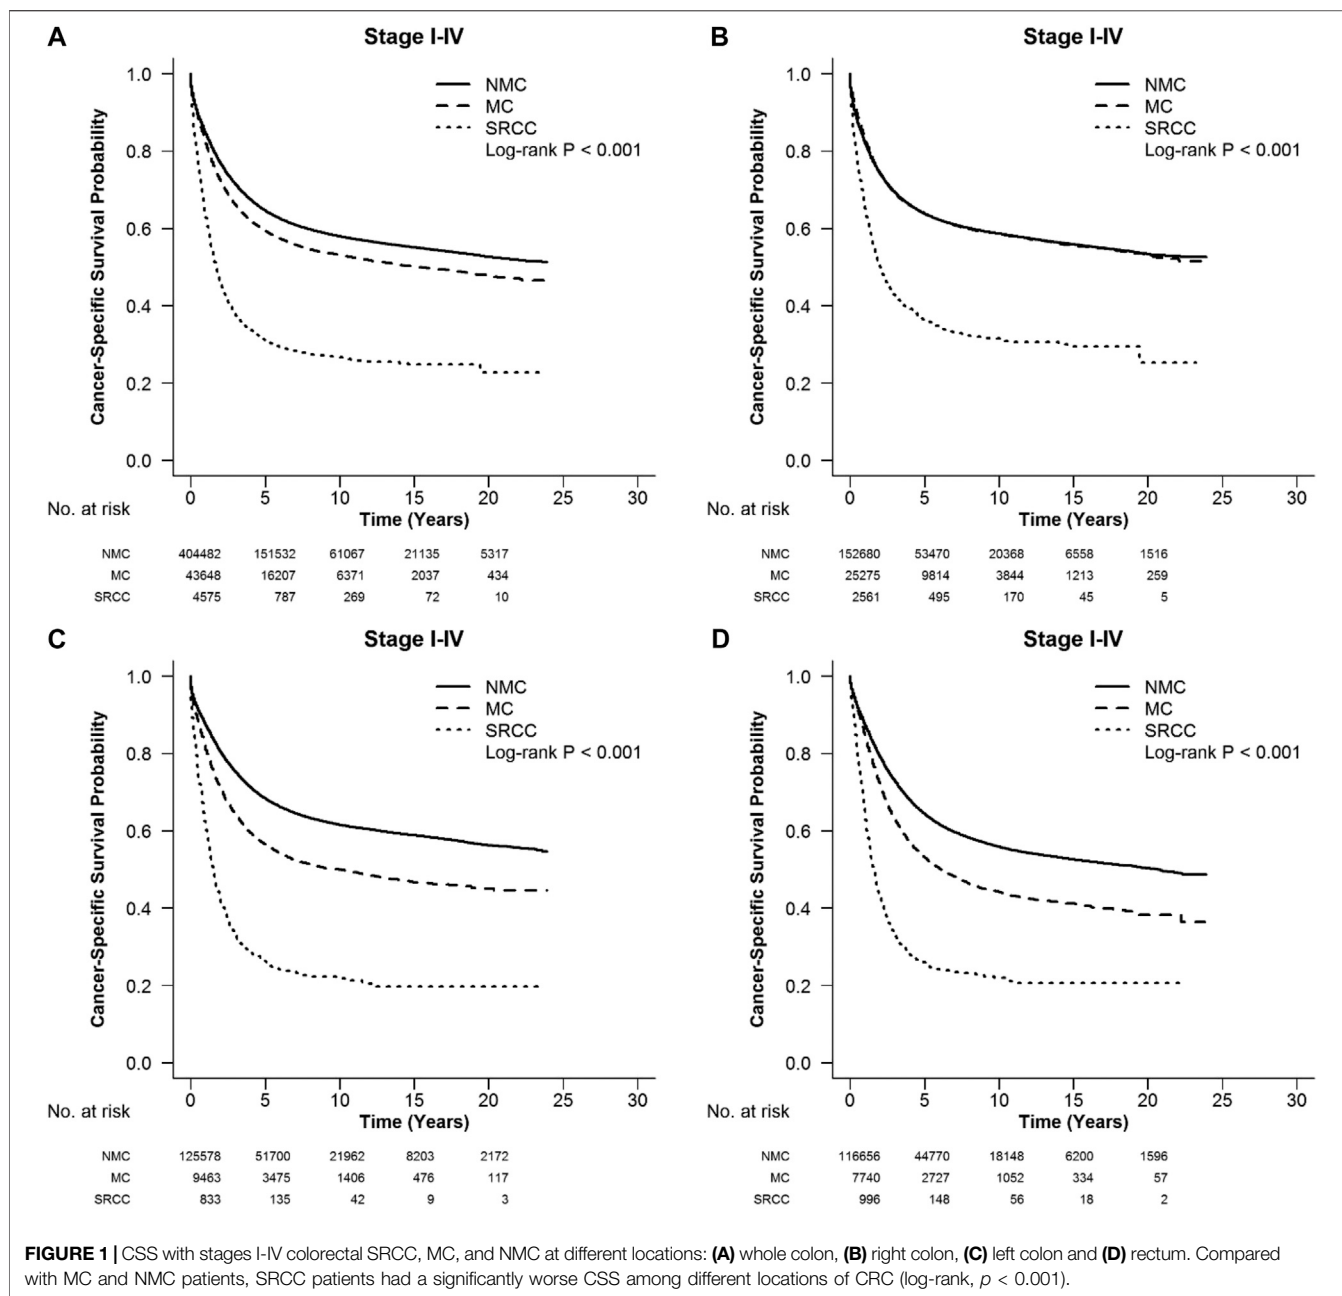 A
Stage I-IV
NMC
MC
SRCC
Log-rank P < 0.001
Cancer-Specific Survival Probability
1.0
0.8
0.6
0.4
0.2
0.0
0 5 10 15 20 25 30
Time (Years)
No. at risk
NMC 404482 151532 61067 21135 5317
MC 43648 16207 6371 2037 434
SRCC 4575 787 269 72 10
B
Stage I-IV
NMC
MC
SRCC
Log-rank P < 0.001
Cancer-Specific Survival Probability
1.0
0.8
0.6
0.4
0.2
0.0
0 5 10 15 20 25 30
Time (Years)
No. at risk
NMC 152680 53470 20368 6558 1516
MC 25275 9814 3844 1213 259
SRCC 2561 495 170 45 5
C
Stage I-IV
NMC
MC
SRCC
Log-rank P < 0.001
Cancer-Specific Survival Probability
1.0
0.8
0.6
0.4
0.2
0.0
0 5 10 15 20 25 30
Time (Years)
No. at risk
NMC 125578 51700 21962 8203 2172
MC 9463 3475 1406 476 117
SRCC 833 135 42 9 3
D
Stage I-IV
NMC
MC
SRCC
Log-rank P < 0.001
Cancer-Specific Survival Probability
1.0
0.8
0.6
0.4
0.2
0.0
0 5 10 15 20 25 30
Time (Years)
No. at risk
NMC 116656 44770 18148 6200 1596
MC 7740 2727 1052 334 57
SRCC 996 148 56 18 2
FIGURE 1 | CSS with stages I-IV colorectal SRCC, MC, and NMC at different locations: (A) whole colon, (B) right colon, (C) left colon and (D) rectum. Compared
with MC and NMC patients, SRCC patients had a significantly worse CSS among different locations of CRC (log-rank, p < 0.001).